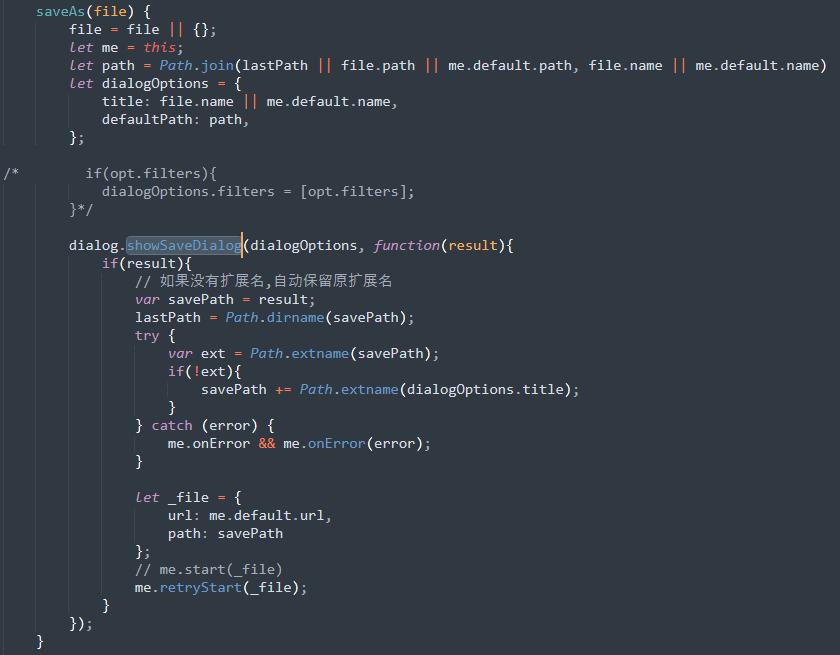 saveAs(file) {
file = file || {};
let me = this;
let path = Path.join(lastPath || file.path || me.default.path, file.name || me.default.name)
let dialogOptions = {
title: file.name || me.default.name,
defaultPath: path,
};
/* if(opt.filters){
dialogOptions.filters = [opt.filters];
}*/
dialog.showSaveDialog(dialogOptions, function(result){
if(result){
// 如果没有扩展名,自动保留原扩展名
var savePath = result;
lastPath = Path.dirname(savePath);
try {
var ext = Path.extname(savePath);
if(!ext){
savePath += Path.extname(dialogOptions.title);
}
} catch (error) {
me.onError && me.onError(error);
}
let _file = {
url: me.default.url,
path: savePath
};
// me.start(_file)
me.retryStart(_file);
}
});
}